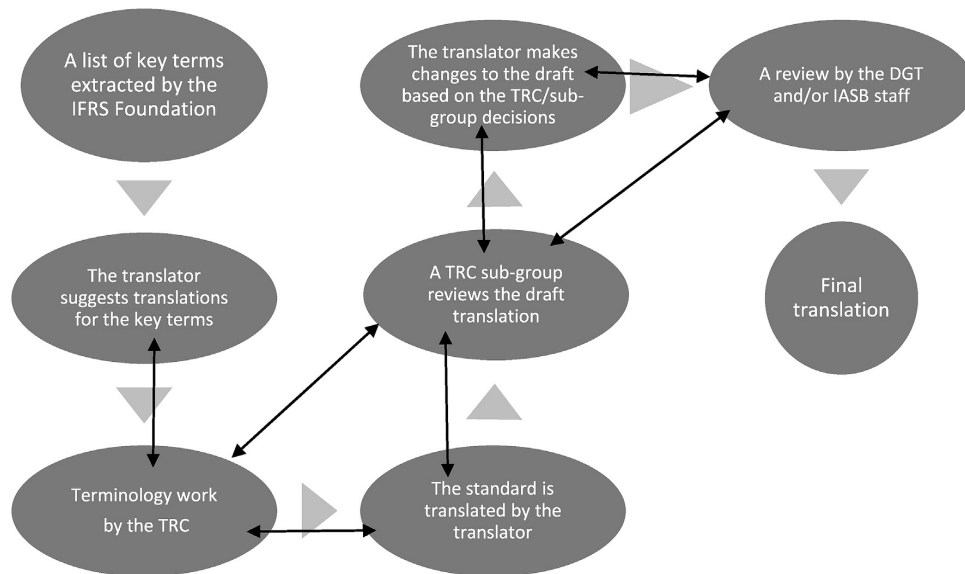 A list of key terms
extracted by the
IFRS Foundation
The translator
suggests translations
for the key terms
Terminology work
by the TRC
The standard is
translated by the
translator
A TRC sub-group
reviews the draft
translation
The translator makes
changes to the draft
based on the TRC/sub-
group decisions
A review by the DGT
and/or IASB staff
Final
translation